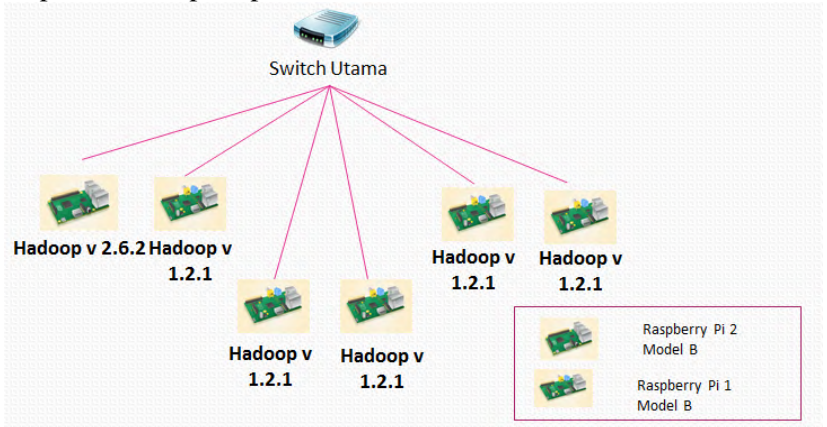 Switch Utama
Hadoop v 2.6.2
Hadoop v
1.2.1
Hadoop v
1.2.1
Hadoop v
1.2.1
Hadoop v
1.2.1
Hadoop v
1.2.1
Raspberry Pi 2
Model B
Raspberry Pi 1
Model B